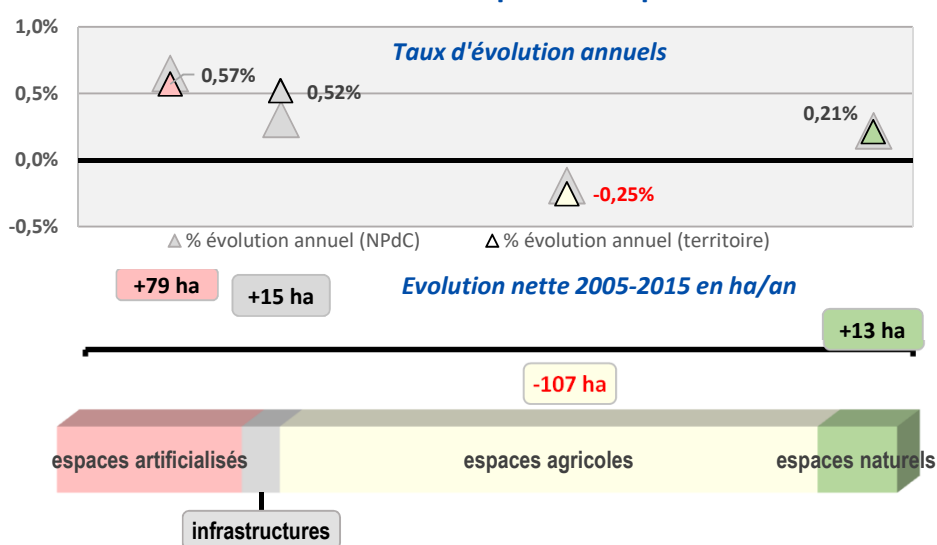 1,0%
Taux d'évolution annuels
0,57%
0,5%
0,52%
0,21%
0,0%
-0,25%
-0,5%
% évolution annuel (NPdC)
% évolution annuel (territoire)
+79 ha
+15 ha
Evolution nette 2005-2015 en ha/an
+13 ha
-107 ha
espaces artificialisés
espaces agricoles
espaces naturels
infrastructures